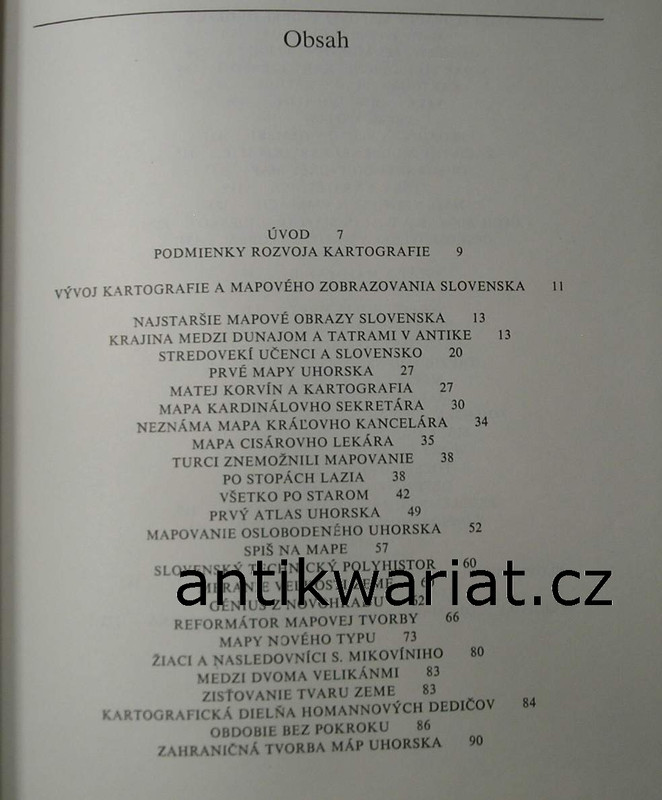 Obsah
ÚVOD 7
PODMIENKY ROZVOJA KARTOGRAFIE 9
VÝVOJ KARTOGRAFIE A MAPOVÉHO ZOBRAZOVANIA SLOVENSKA 11
NAJSTARŠIE MAPOVÉ OBRAZY SLOVENSKA 13
KRAJINA MEDZI DUNAJOM A TATRAMI V ANTIKE 13
STREDOVEKÍ UČENCI A SLOVENSKO 20
PRVÉ MAPY UHORSKA 27
MATEJ KORVÍN A KARTOGRAFIA 27
MAPA KARDINÁLOVHO SEKRETÁRA 30
NEZNÁMA MAPA KRÁĽOVHO KANCELÁRA 34
MAPA CISÁROVHO LEKÁRA 35
TURCI ZNEMOŽNILI MAPOVANIE 38
PO STOPÁCH LAZIA 38
VŠETKO PO STAROM 42
PRVÝ ATLAS UHORSKA 49
MAPOVANIE OSLOBODENÉHO UHORSKA 52
SPIŠ NA MAPE 57
SLOVENSKÝ TECHNICKÝ POLYHISTOR 60
antikwariat.cz
GÉNIUS Z NOVOHRADU 62
REFORMÁTOR MAPOVEJ TVORBY 66
MAPY NOVÉHO TYPU 73
ŽIACI A NASLEDOVNÍCI S. MIKOVÍNIHO 80
MEDZI DVOMA VELIKÁNMI 83
ZISŤOVANIE TVARU ZEME 83
KARTOGRAFICKÁ DIELŇA HOMANNOVÝCH DEDIČOV 84
OBDOBIE BEZ POKROKU 86
ZAHRANIČNÁ TVORBA MÁP UHORSKA 90